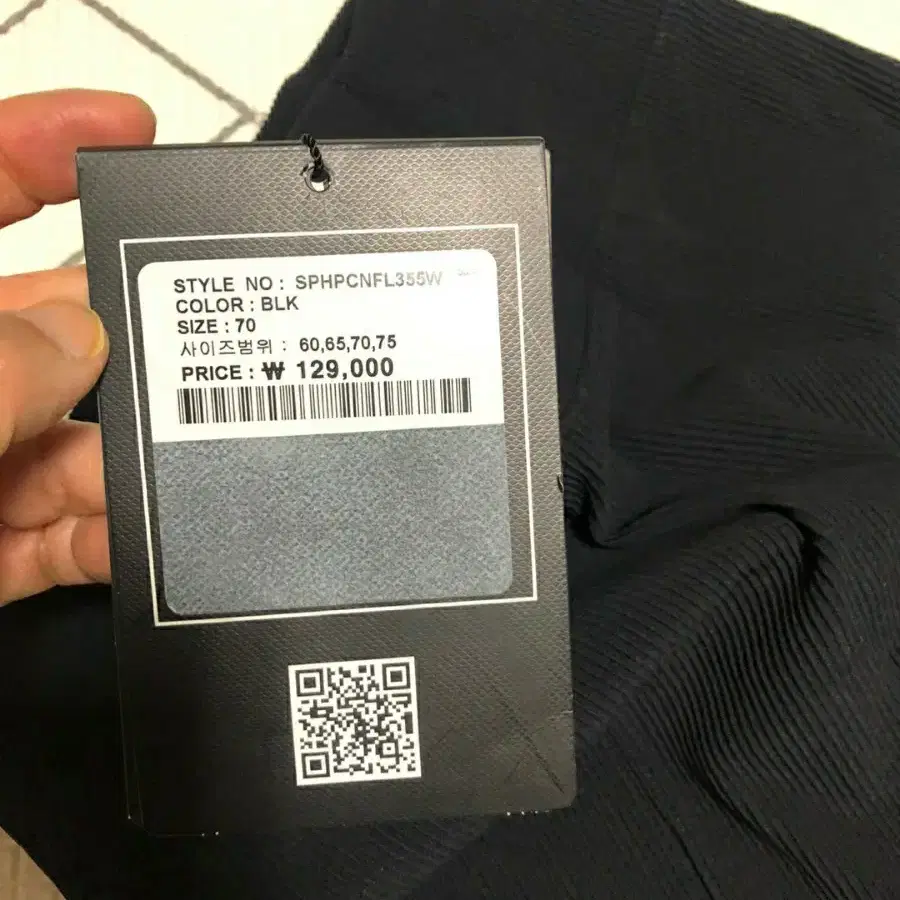 STYLE NO : SPHPCNFL355W
COLOR : BLK
SIZE : 70
사이즈범위 : 60,65,70,75
PRICE : ₩ 129,000